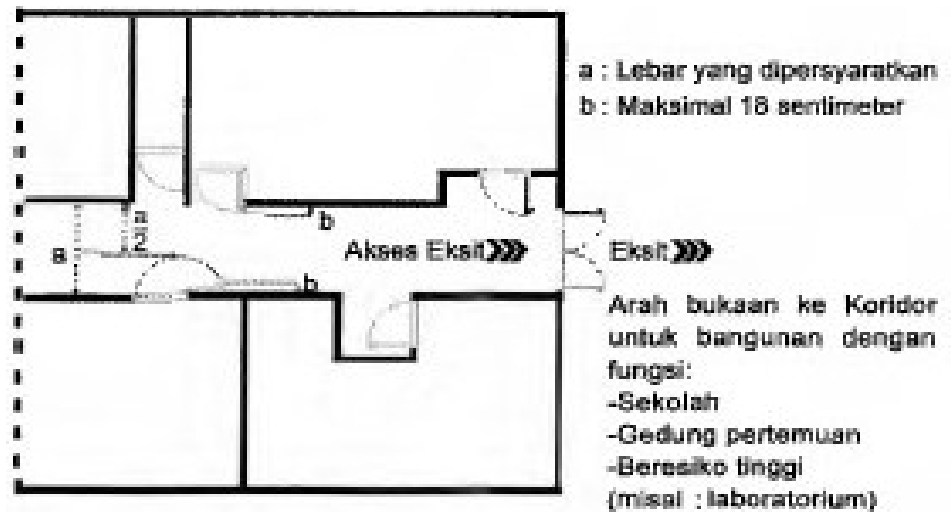 a : Lebar yang dipersyaratkan
b : Maksimal 18 sentimeter
b
a
2
a
Akses Eksit
Eksit
b
Arah bukaan ke Koridor
untuk bangunan dengan
fungsi:
-Sekolah
-Gedung pertemuan
-Beresiko tinggi
(misal : laboratorium)